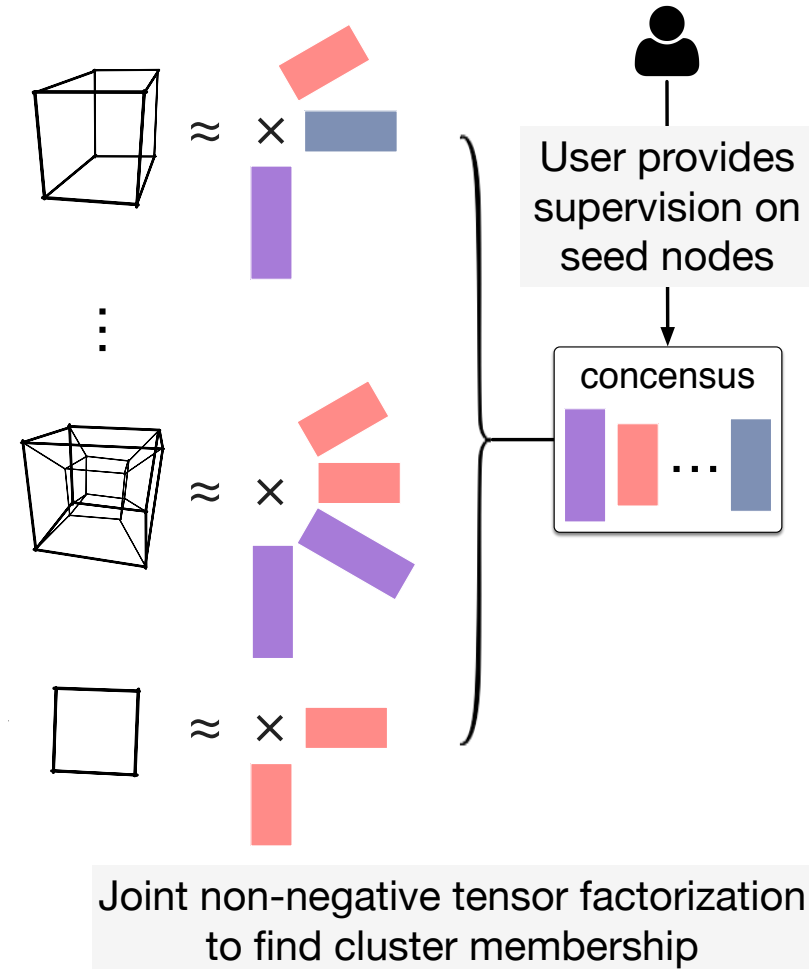 ≈ ×
User provides
supervision on
seed nodes
⋮
concensus
...
≈ ×
≈ ×
Joint non-negative tensor factorization
to find cluster membership